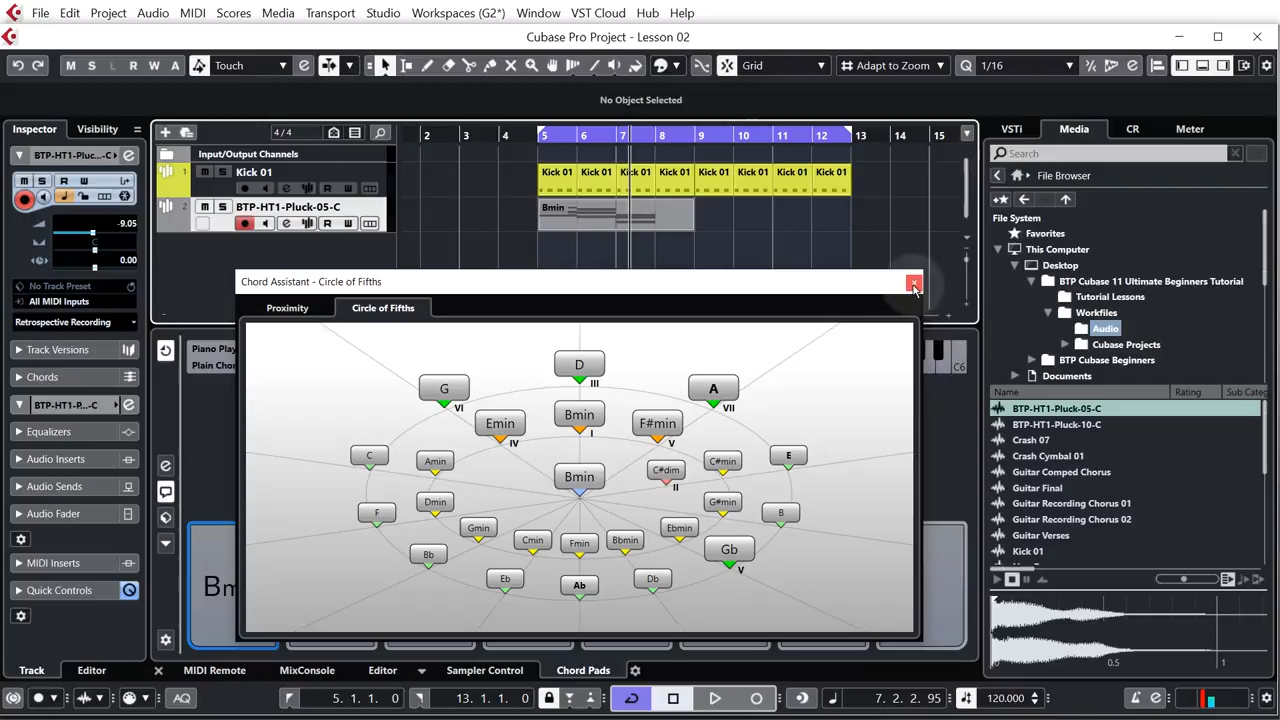 File Edit Project Audio MIDI Scores Media Transport Studio Workspaces (G2*) Window VST Cloud Hub Help
Cubase Pro Project - Lesson 02
M S L R W A Touch Grid Adapt to Zoom Q 1/16
No Object Selected
Inspector Visibility
4/4
2 3 4 5 6 7 8 9 10 11 12 13 14 15
VSTi Media CR Meter
BTP-HT1-Pluc...-C
Input/Output Channels
Search
M S R W
1 M S Kick 01
R W
Kick 01 Kick 01 Kick 01 Kick 01 Kick 01 Kick 01 Kick 01 Kick 01
File Browser
2 M S BTP-HT1-Pluck-05-C
R W
Bmin
-9.05
C
0.00
No Track Preset
All MIDI Inputs
Retrospective Recording
Track Versions
Chords
BTP-HT1-P...-C
Equalizers
Audio Inserts
Audio Sends
Audio Fader
MIDI Inserts
Quick Controls
Chord Assistant - Circle of Fifths
Proximity Circle of Fifths
Piano Play
Plain Chor
C6
D
III
G
VI
A
VII
Bmin
I
Emin
IV
F#min
V
C
Amin
Bmin
C#dim
II
C#min
E
F
Dmin
G#min
B
Gmin
Cmin
Fmin
Bbmin
Ebmin
Gb
V
Bb
Eb
Ab
Db
Bm
File System
Favorites
This Computer
Desktop
BTP Cubase 11 Ultimate Beginners Tutorial
Tutorial Lessons
Workfiles
Audio
Cubase Projects
BTP Cubase Beginners
Documents
Name Rating Sub Categ
BTP-HT1-Pluck-05-C
BTP-HT1-Pluck-10-C
Crash 07
Crash Cymbal 01
Guitar Comped Chorus
Guitar Final
Guitar Recording Chorus 01
Guitar Recording Chorus 02
Guitar Verses
Kick 01
0.5 1
Track Editor MIDI Remote MixConsole Editor Sampler Control Chord Pads
AQ 5. 1. 1. 0 13. 1. 1. 0 7. 2. 2. 95 120.000